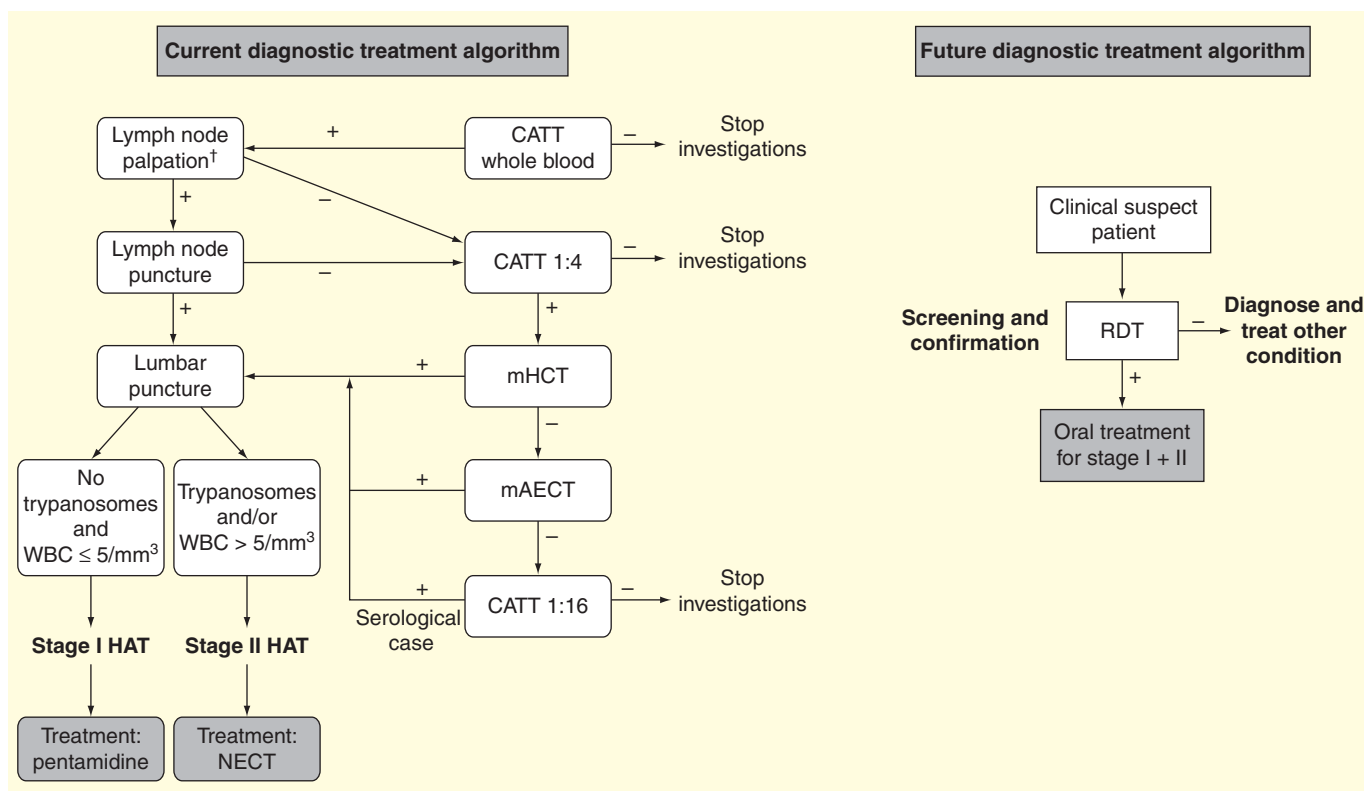 Current diagnostic treatment algorithm
Future diagnostic treatment algorithm
Lymph node
palpation†
+
CATT
whole blood
–
Stop
investigations
+
–
Lymph node
puncture
–
CATT 1:4
–
Stop
investigations
+
+
Lumbar
puncture
+
mHCT
–
No
trypanosomes
and
WBC ≤ 5/mm³
Trypanosomes
and/or
WBC > 5/mm³
+
mAECT
–
+
Serological
case
CATT 1:16
–
Stop
investigations
Stage I HAT
Stage II HAT
Treatment:
pentamidine
Treatment:
NECT
Clinical suspect
patient
Screening and
confirmation
RDT
–
Diagnose and
treat other
condition
+
Oral treatment
for stage I + II